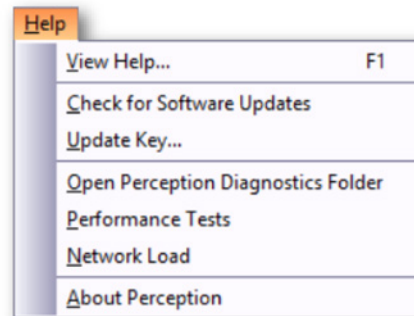 Help
View Help... F1
Check for Software Updates
Update Key...
Open Perception Diagnostics Folder
Performance Tests
Network Load
About Perception